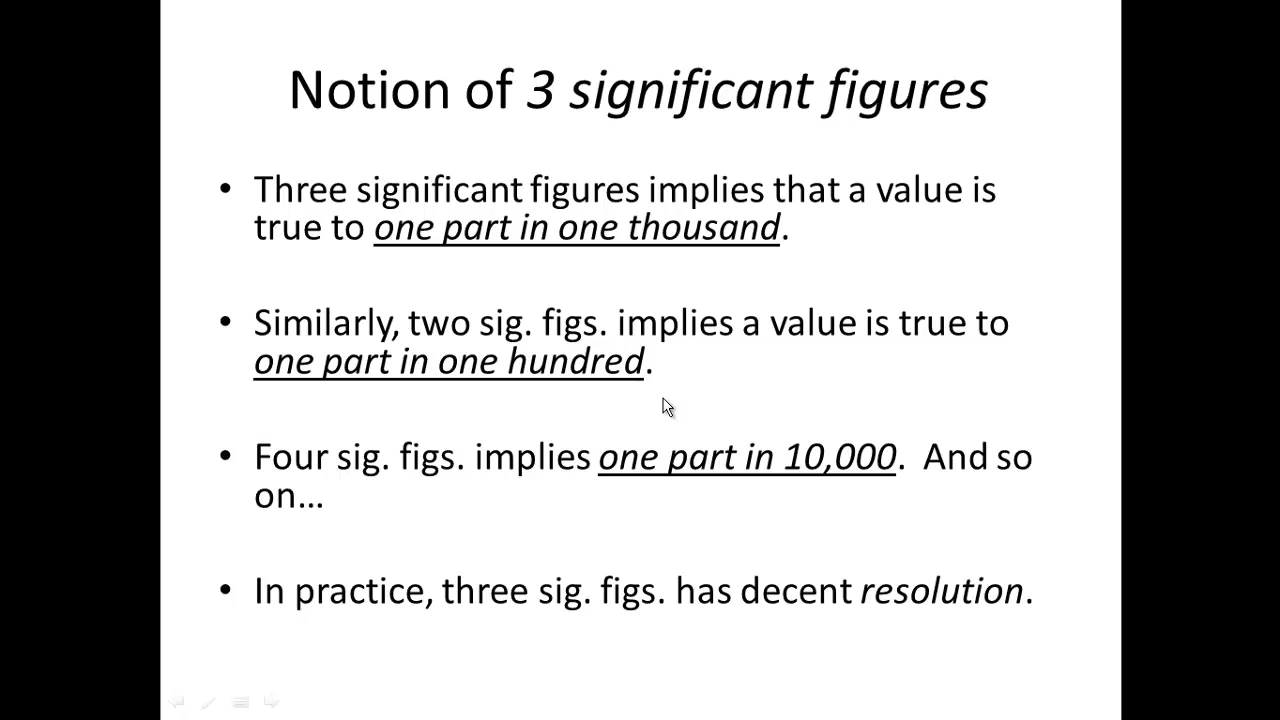 Notion of 3 significant figures
• Three significant figures implies that a value is
true to one part in one thousand.
• Similarly, two sig. figs. implies a value is true to
one part in one hundred.
• Four sig. figs. implies one part in 10,000.  And so
on…
• In practice, three sig. figs. has decent resolution.